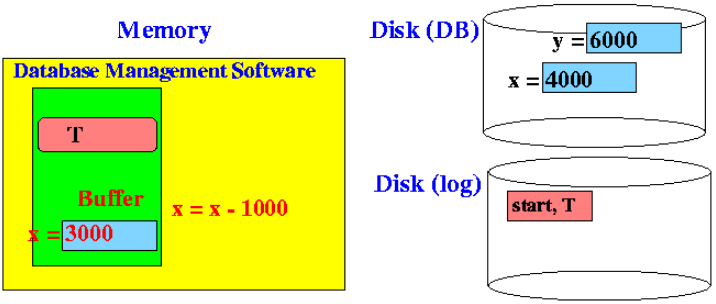 Memory
Database Management Software
T
Buffer
x = 3000
x = x - 1000
Disk (DB)
y = 6000
x = 4000
Disk (log)
start, T